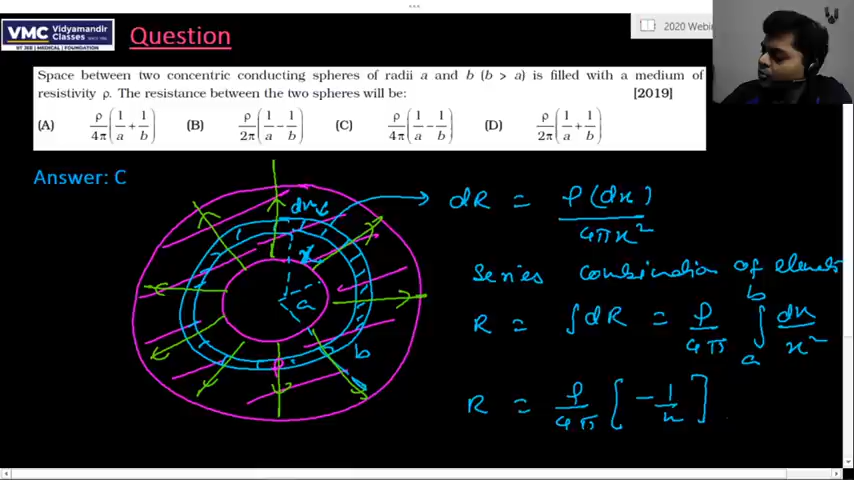 VMC Vidyamandir Classes
Question
2020 Webin
Space between two concentric conducting spheres of radii a and b (b > a) is filled with a medium of
resistivity ρ. The resistance between the two spheres will be: [2019]
(A) ρ/4π (1/a + 1/b) (B) ρ/2π (1/a − 1/b) (C) ρ/4π (1/a − 1/b) (D) ρ/2π (1/a + 1/b)
Answer: C
dx
x
a
b
ρ
dR = ρ(dx)/4πx²
Series combination of element
R = ∫dR = ρ/4π ∫ₐᵇ dx/x²
R = ρ/4π [−1/x]